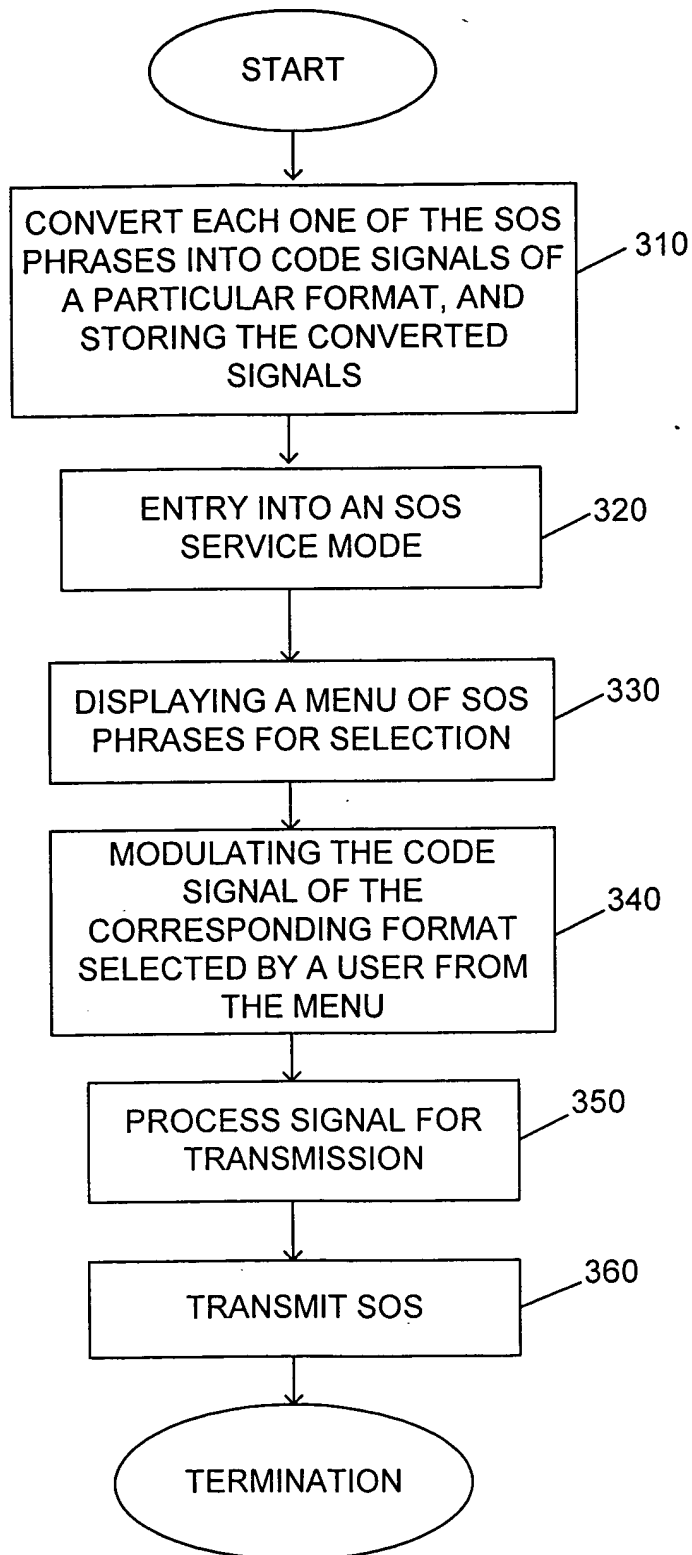 START
CONVERT EACH ONE OF THE SOS
PHRASES INTO CODE SIGNALS OF
A PARTICULAR FORMAT, AND
STORING THE CONVERTED
SIGNALS
310
ENTRY INTO AN SOS
SERVICE MODE
320
DISPLAYING A MENU OF SOS
PHRASES FOR SELECTION
330
MODULATING THE CODE
SIGNAL OF THE
CORRESPONDING FORMAT
SELECTED BY A USER FROM
THE MENU
340
PROCESS SIGNAL FOR
TRANSMISSION
350
TRANSMIT SOS
360
TERMINATION